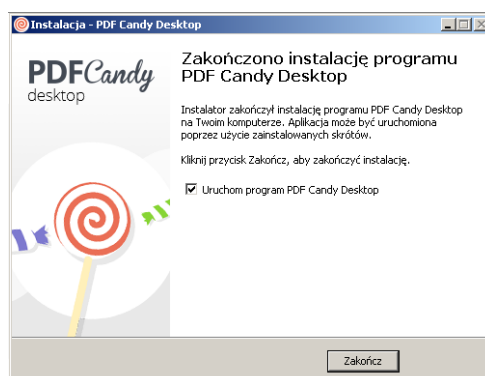 Instalacja - PDF Candy Desktop
PDFCandy
desktop
Zakończono instalację programu
PDF Candy Desktop
Instalator zakończył instalację programu PDF Candy Desktop
na Twoim komputerze. Aplikacja może być uruchomiona
poprzez użycie zainstalowanych skrótów.
Kliknij przycisk Zakończ, aby zakończyć instalację.
Uruchom program PDF Candy Desktop
Zakończ